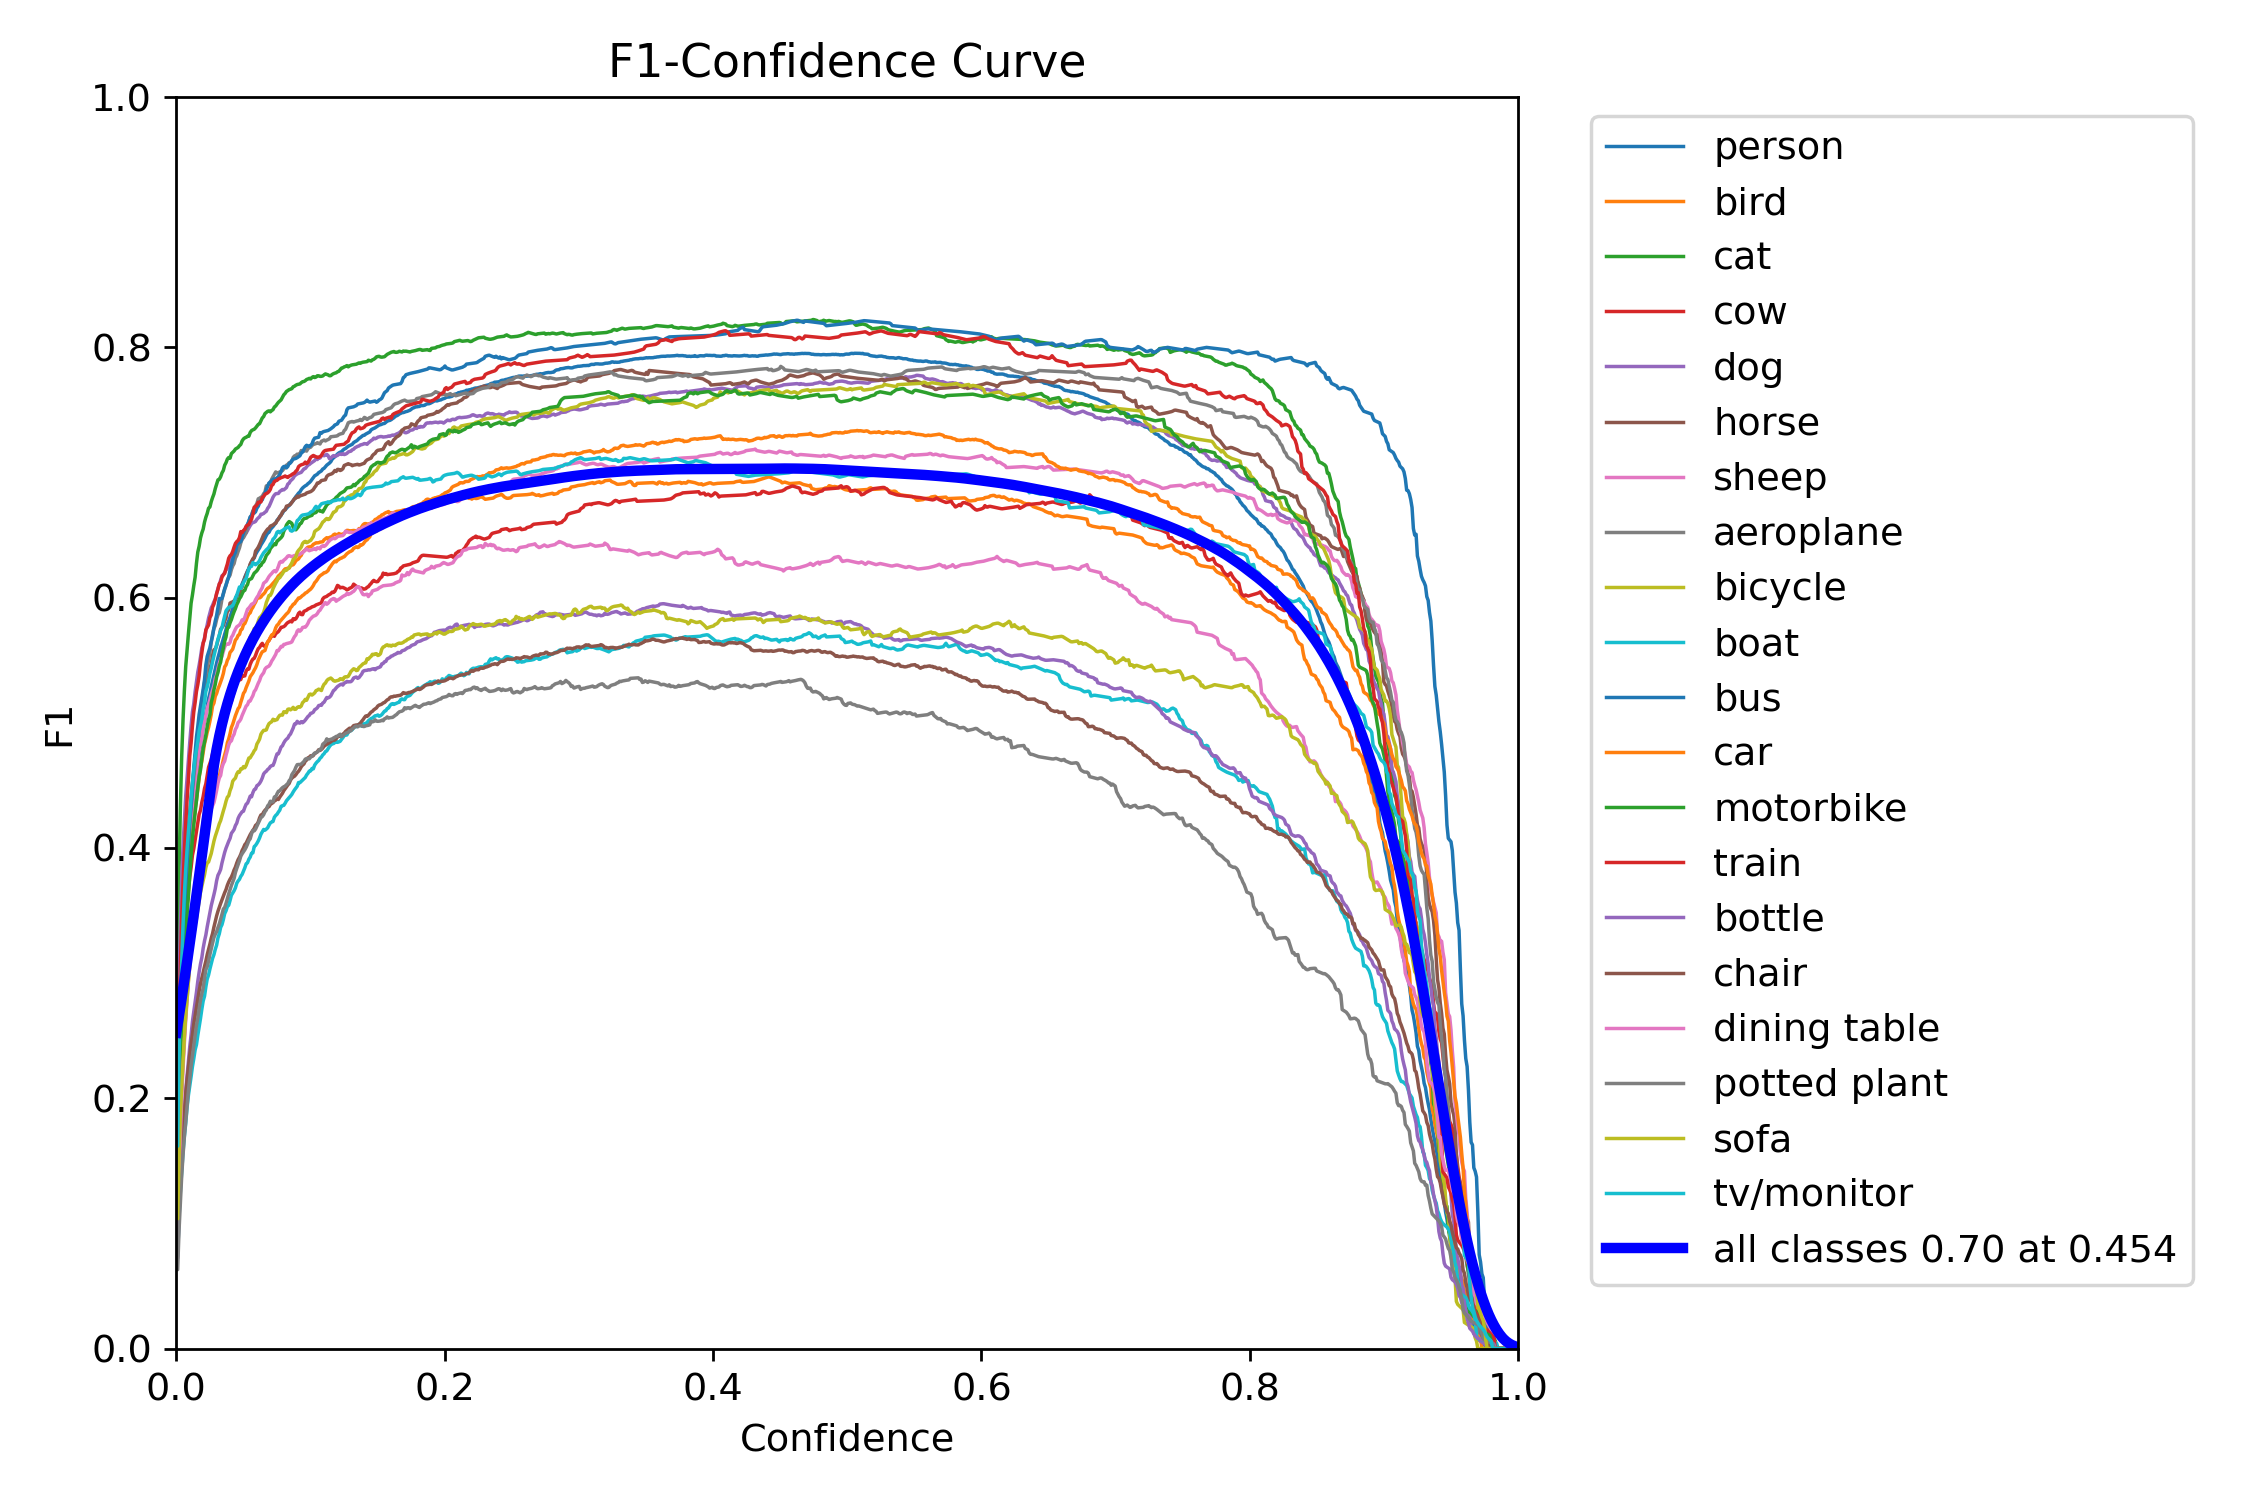 F1-Confidence Curve
1.0
0.8
0.6
0.4
0.2
0.0
F1
0.0 0.2 0.4 0.6 0.8 1.0
Confidence
person
bird
cat
cow
dog
horse
sheep
aeroplane
bicycle
boat
bus
car
motorbike
train
bottle
chair
dining table
potted plant
sofa
tv/monitor
all classes 0.70 at 0.454